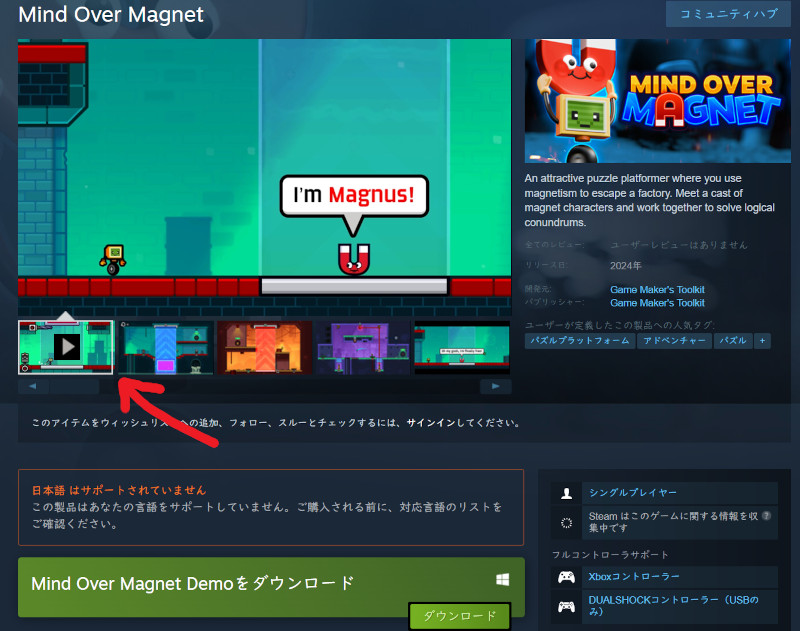 Mind Over Magnet
コミュニティハブ
I'm Magnus!
MIND OVER
MAGNET
An attractive puzzle platformer where you use
magnetism to escape a factory. Meet a cast of
magnet characters and work together to solve logical
conundrums.
全てのレビュー: ユーザーレビューはありません
リリース日: 2024年
開発元: Game Maker's Toolkit
パブリッシャー: Game Maker's Toolkit
ユーザーが定義したこの製品への人気タグ:
パズルプラットフォーム アドベンチャー パズル +
このアイテムをウィッシュリストへの追加、フォロー、スルーとチェックするには、サインインしてください。
日本語 はサポートされていません
この製品はあなたの言語をサポートしていません。ご購入される前に、対応言語のリストを
ご確認ください。
Mind Over Magnet Demoをダウンロード
ダウンロード
シングルプレイヤー
Steam はこのゲームに関する情報を収
集中です ?
フルコントローラサポート
Xboxコントローラー
DUALSHOCKコントローラー（USBの
み）